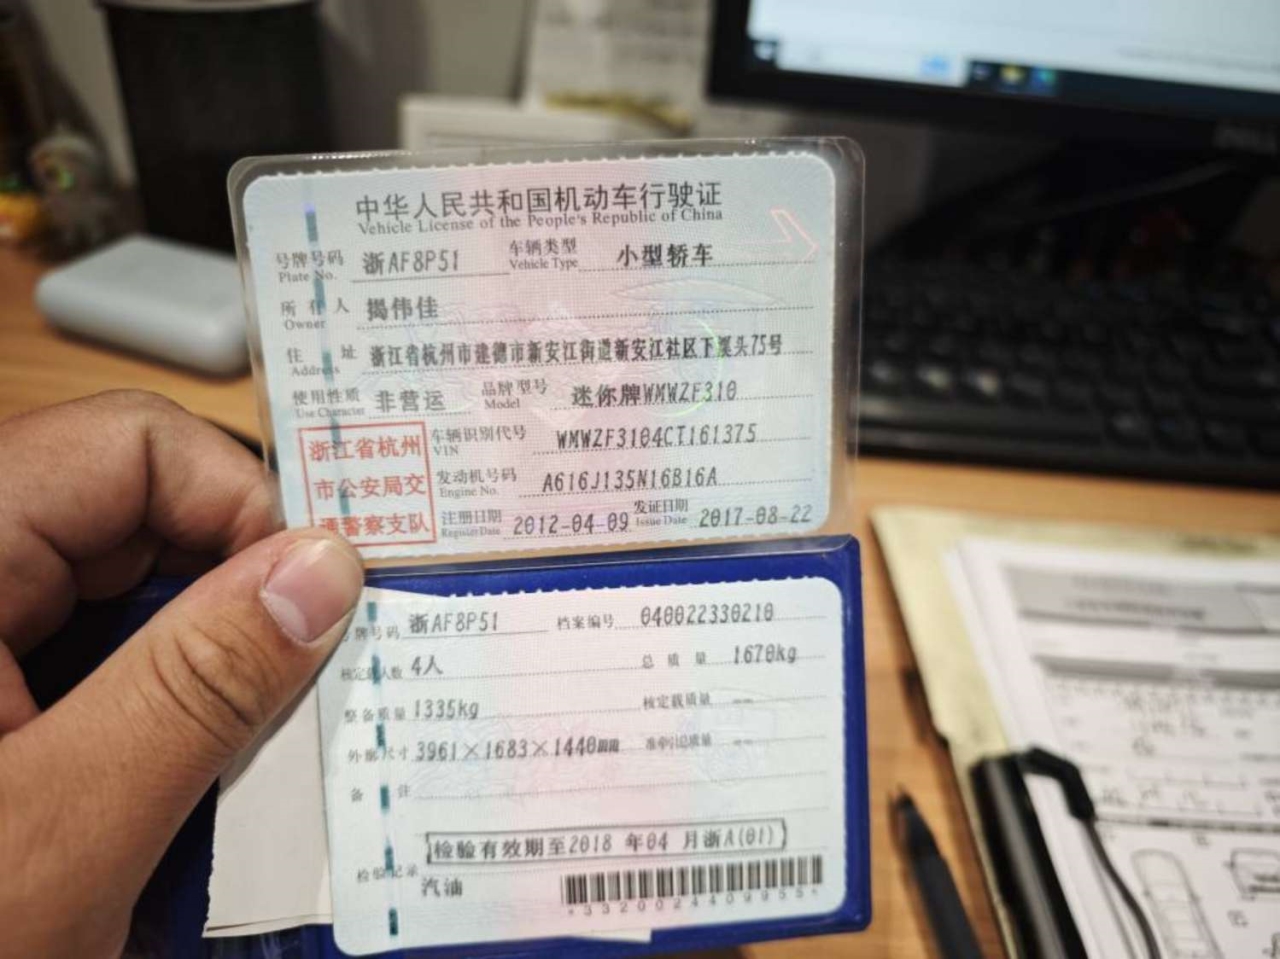 中华人民共和国机动车行驶证
Vehicle License of the People's Republic of China
号牌号码 浙AF8P51 车辆类型 小型轿车
Plate No. Vehicle Type
所有人 揭伟佳
Owner
住址 浙江省杭州市建德市新安江街道新安江社区下溪头75号
Address
使用性质 非营运 品牌型号 迷你牌WMWZF310
Use Character Model
浙江省杭州
市公安局交
通警察支队
车辆识别代号 WMWZF3104CT161375
VIN
发动机号码 A616J135N16B16A
Engine No.
注册日期 2012-04-09 发证日期 2017-08-22
Register Date Issue Date
号牌号码 浙AF8P51 档案编号 040022330210
核定载人数 4人 总质量 1670kg
整备质量 1335kg 核定载质量 --
外廓尺寸 3961×1683×1440mm 准牵引总质量 --
备注
检验有效期至2018 年04 月浙A(01)
检验记录
汽油